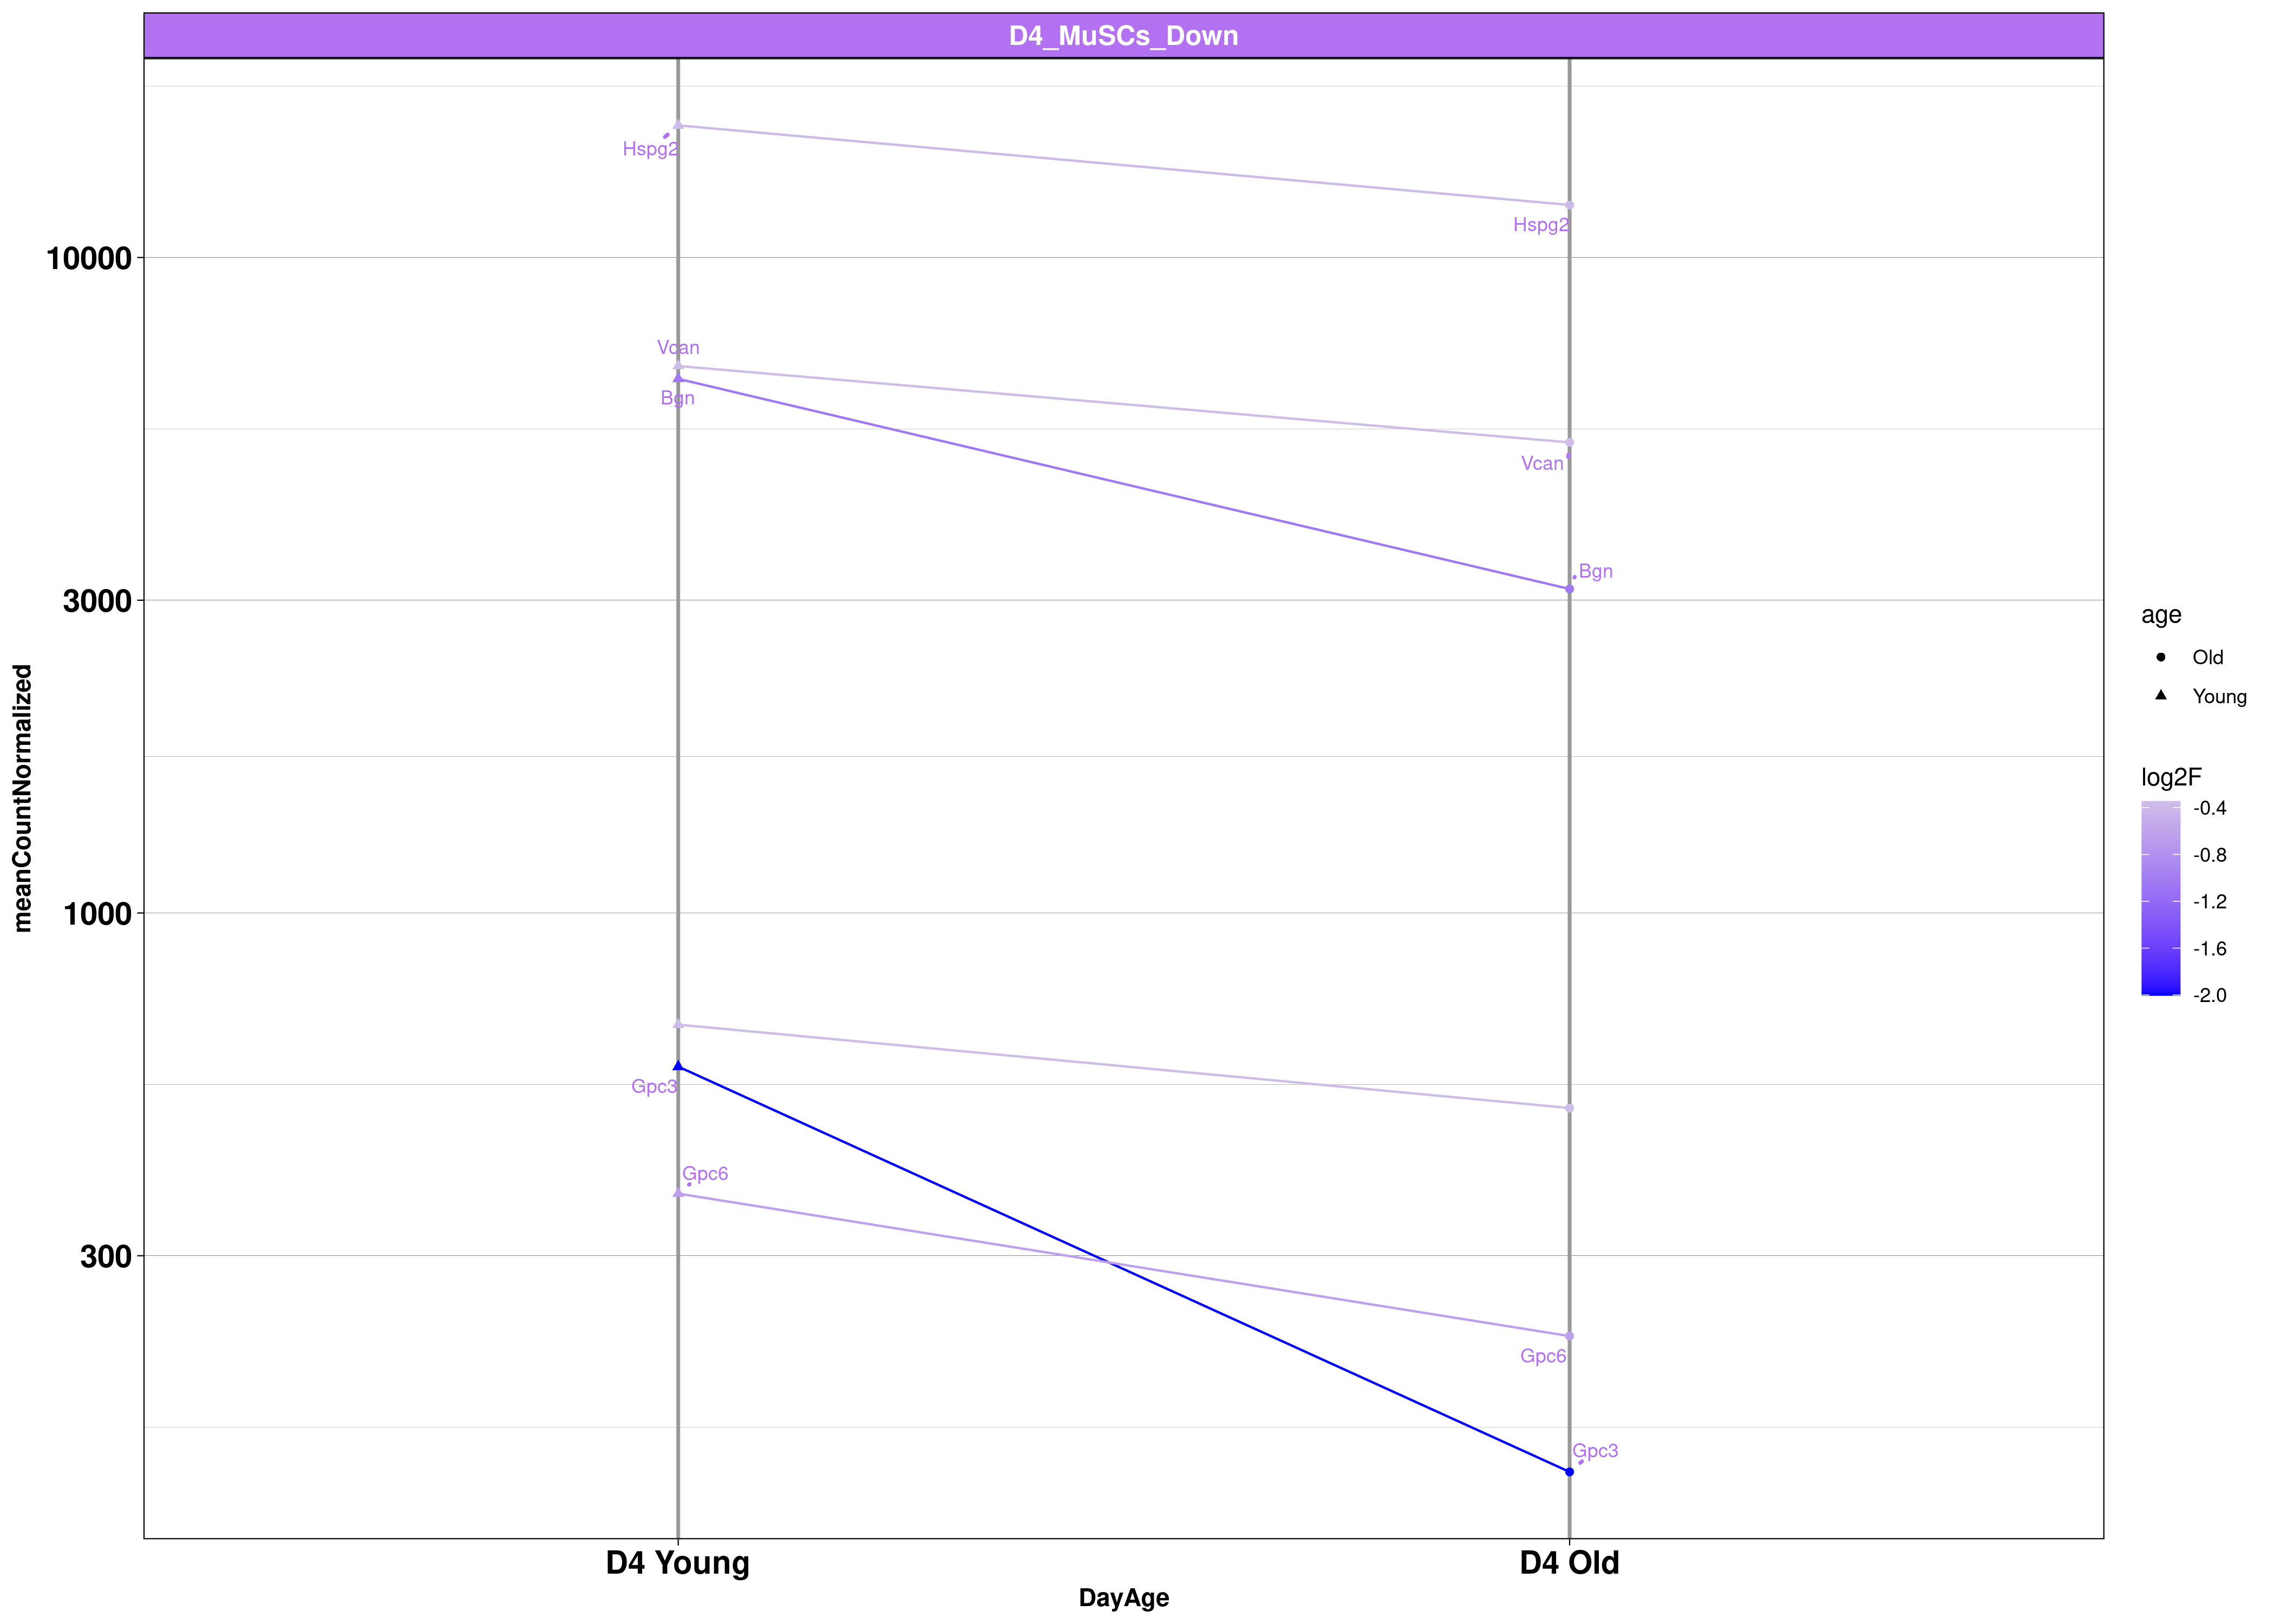 D4_MuSCs_Down
Hspg2
Hspg2
10000
Vcan
Bgn
Vcan
Bgn
3000
1000
Gpc3
Gpc6
300
Gpc6
Gpc3
D4 Young
D4 Old
DayAge
meanCountNormalized
age
Old
Young
log2F
-0.4
-0.8
-1.2
-1.6
-2.0